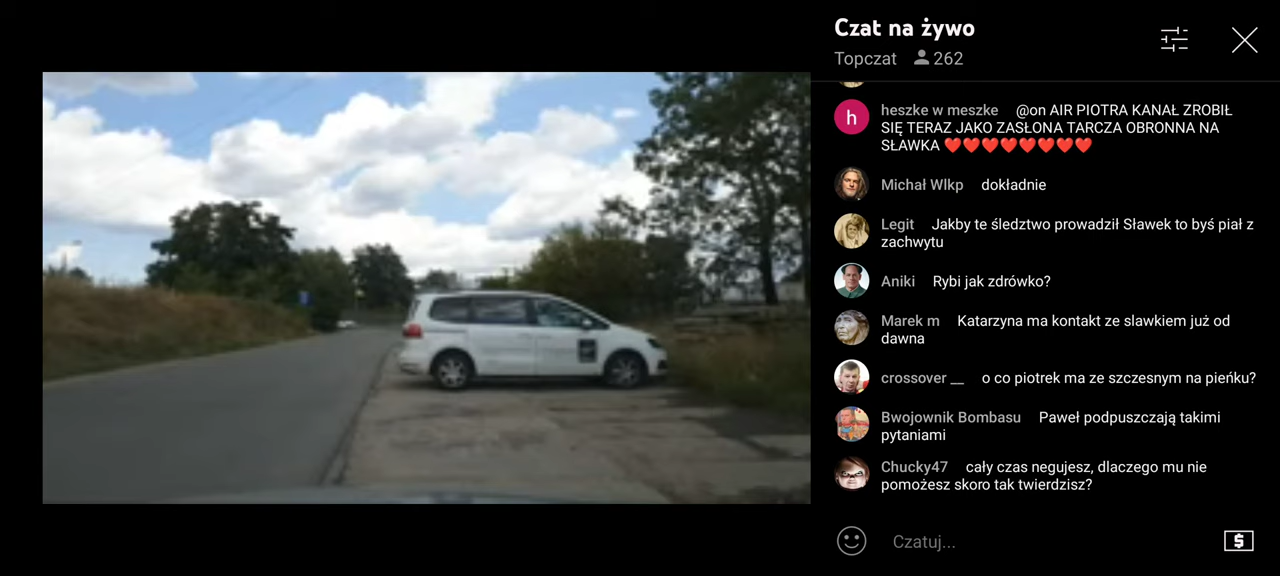 Czat na żywo
Topczat 262
h
heszke w meszke @on AIR PIOTRA KANAŁ ZROBIŁ
SIĘ TERAZ JAKO ZASŁONA TARCZA OBRONNA NA
SŁAWKA ❤️❤️❤️❤️❤️❤️❤️❤️
Michał Wlkp dokładnie
Legit Jakby te śledztwo prowadził Sławek to byś piał z
zachwytu
Aniki Rybi jak zdrówko?
Marek m Katarzyna ma kontakt ze slawkiem już od
dawna
crossover __ o co piotrek ma ze szczesnym na pieńku?
Bwojownik Bombasu Paweł podpuszczają takimi
pytaniami
Chucky47 cały czas negujesz, dlaczego mu nie
pomożesz skoro tak twierdzisz?
Czatuj...
$